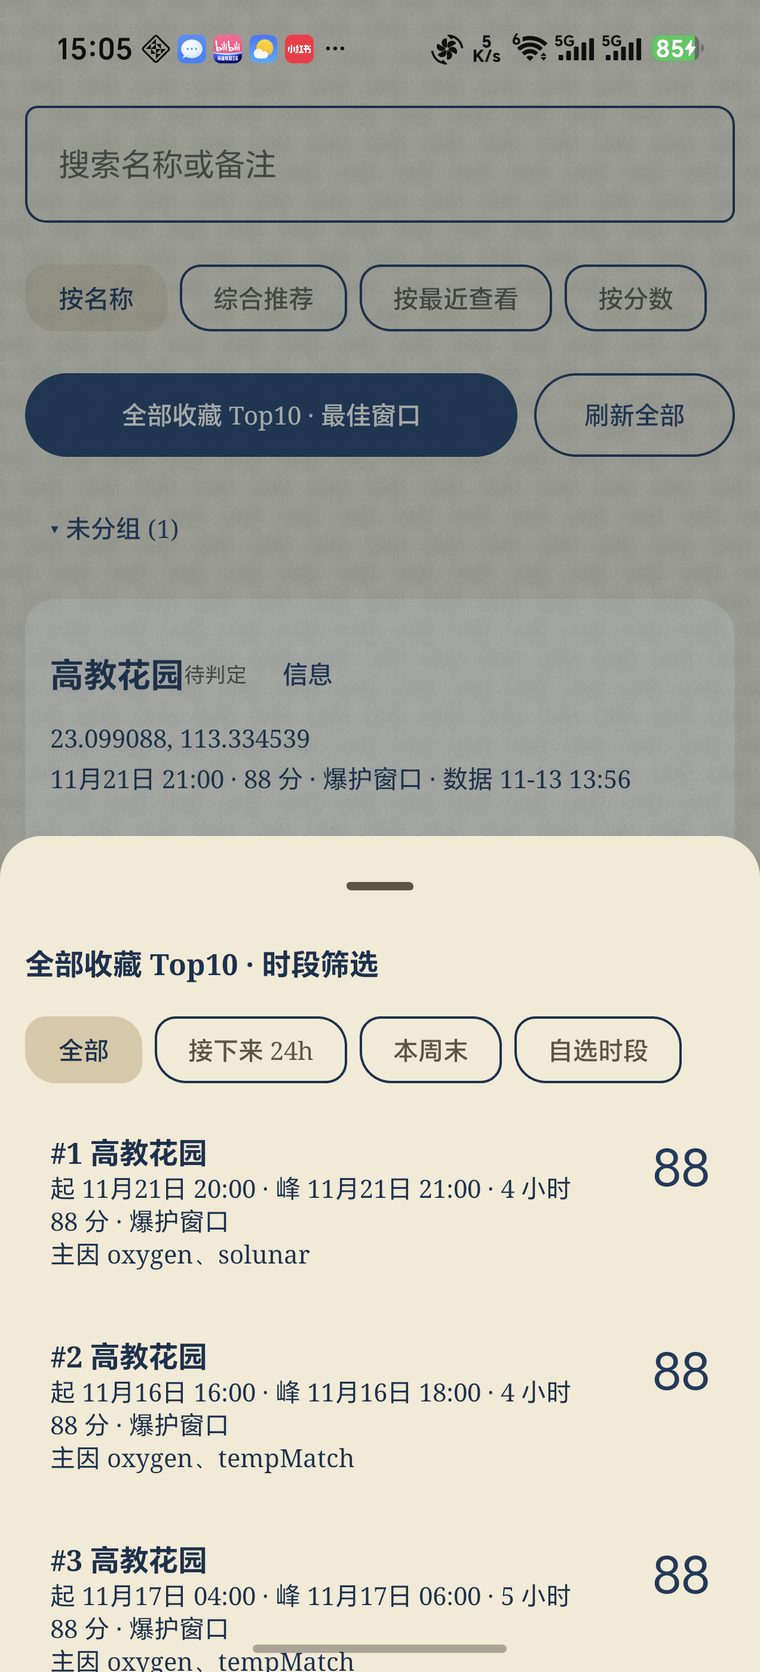 15:05
5
K/s
6
5G
5G
85
小红书
搜索名称或备注
按名称
综合推荐
按最近查看
按分数
全部收藏 Top10 · 最佳窗口
刷新全部
▾ 未分组 (1)
高教花园待判定 信息
23.099088, 113.334539
11月21日 21:00 · 88 分 · 爆护窗口 · 数据 11-13 13:56
全部收藏 Top10 · 时段筛选
全部
接下来 24h
本周末
自选时段
#1 高教花园
88
起 11月21日 20:00 · 峰 11月21日 21:00 · 4 小时
88 分 · 爆护窗口
主因 oxygen、solunar
#2 高教花园
88
起 11月16日 16:00 · 峰 11月16日 18:00 · 4 小时
88 分 · 爆护窗口
主因 oxygen、tempMatch
#3 高教花园
88
起 11月17日 04:00 · 峰 11月17日 06:00 · 5 小时
88 分 · 爆护窗口
主因 oxygen、tempMatch